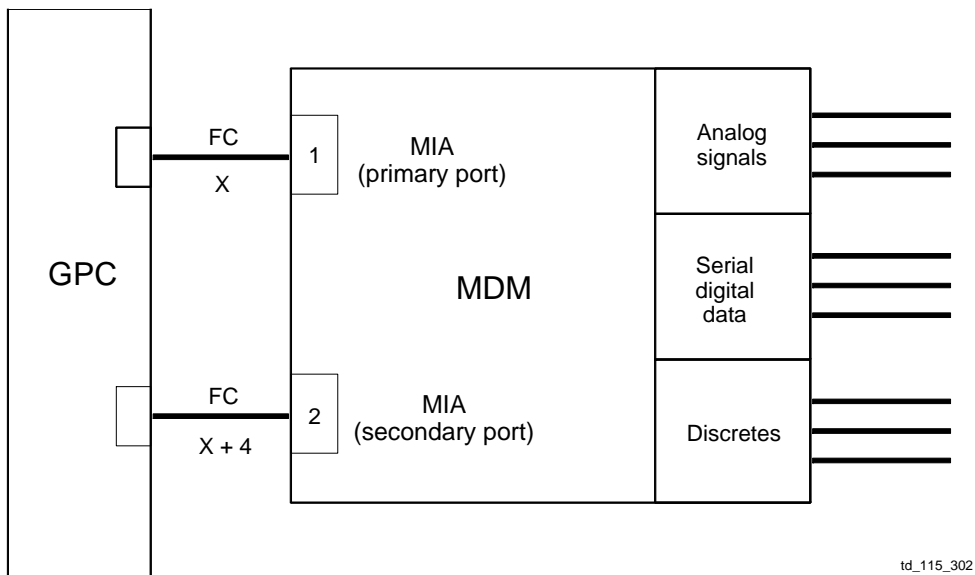 GPC
FC
X
1
MIA
(primary port)
MDM
FC
X + 4
2
MIA
(secondary port)
Analog
signals
Serial
digital
data
Discretes
td_115_302